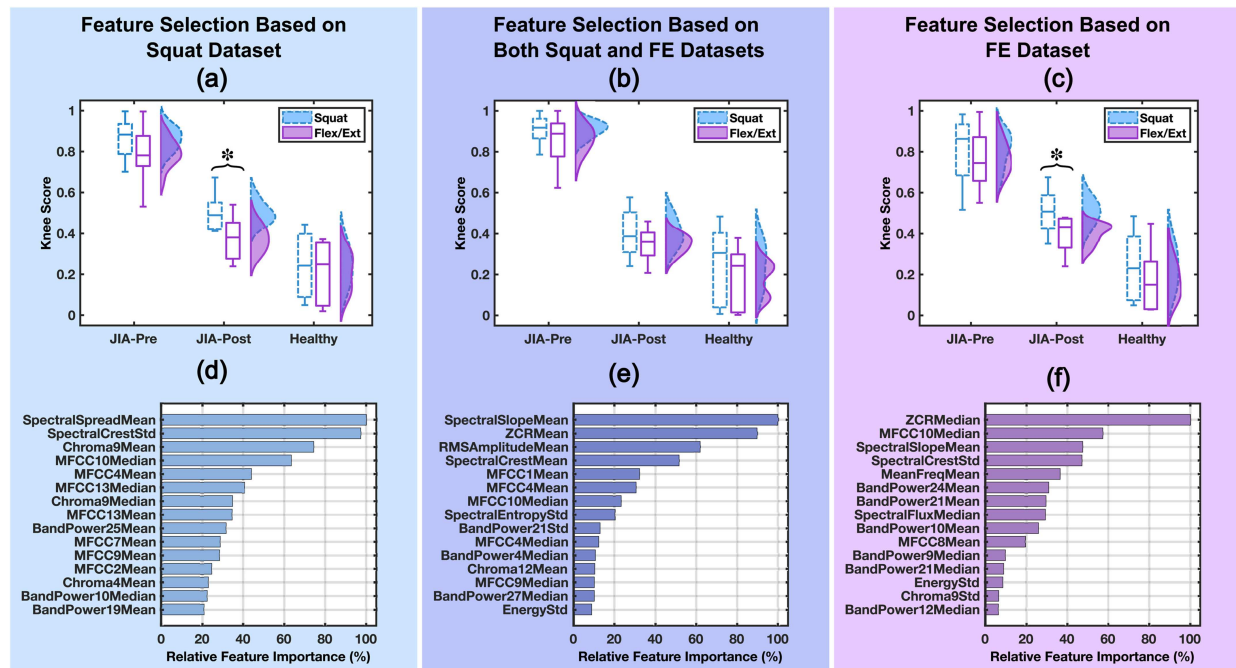 Feature Selection Based on
Squat Dataset
(a)
1
0.8
0.6
0.4
0.2
0
Knee Score
Squat
Flex/Ext
*
JIA-Pre
JIA-Post
Healthy
(d)
SpectralSpreadMean
SpectralCrestStd
Chroma9Mean
MFCC10Median
MFCC4Mean
MFCC13Median
Chroma9Median
MFCC13Mean
BandPower25Mean
MFCC7Mean
MFCC9Mean
MFCC2Mean
Chroma4Mean
BandPower10Median
BandPower19Mean
0 20 40 60 80 100
Relative Feature Importance (%)
Feature Selection Based on
Both Squat and FE Datasets
(b)
1
0.8
0.6
0.4
0.2
0
Knee Score
Squat
Flex/Ext
JIA-Pre
JIA-Post
Healthy
(e)
SpectralSlopeMean
ZCRMean
RMSAmplitudeMean
SpectralCrestMean
MFCC1Mean
MFCC4Mean
MFCC10Median
SpectralEntropyStd
BandPower21Std
MFCC4Median
BandPower4Median
Chroma12Mean
MFCC9Median
BandPower27Median
EnergyStd
0 20 40 60 80 100
Relative Feature Importance (%)
Feature Selection Based on
FE Dataset
(c)
1
0.8
0.6
0.4
0.2
0
Knee Score
Squat
Flex/Ext
*
JIA-Pre
JIA-Post
Healthy
(f)
ZCRMedian
MFCC10Median
SpectralSlopeMean
SpectralCrestStd
MeanFreqMean
BandPower24Mean
BandPower21Mean
SpectralFluxMedian
BandPower10Mean
MFCC8Mean
BandPower9Median
BandPower21Median
EnergyStd
Chroma9Std
BandPower12Median
0 20 40 60 80 100
Relative Feature Importance (%)